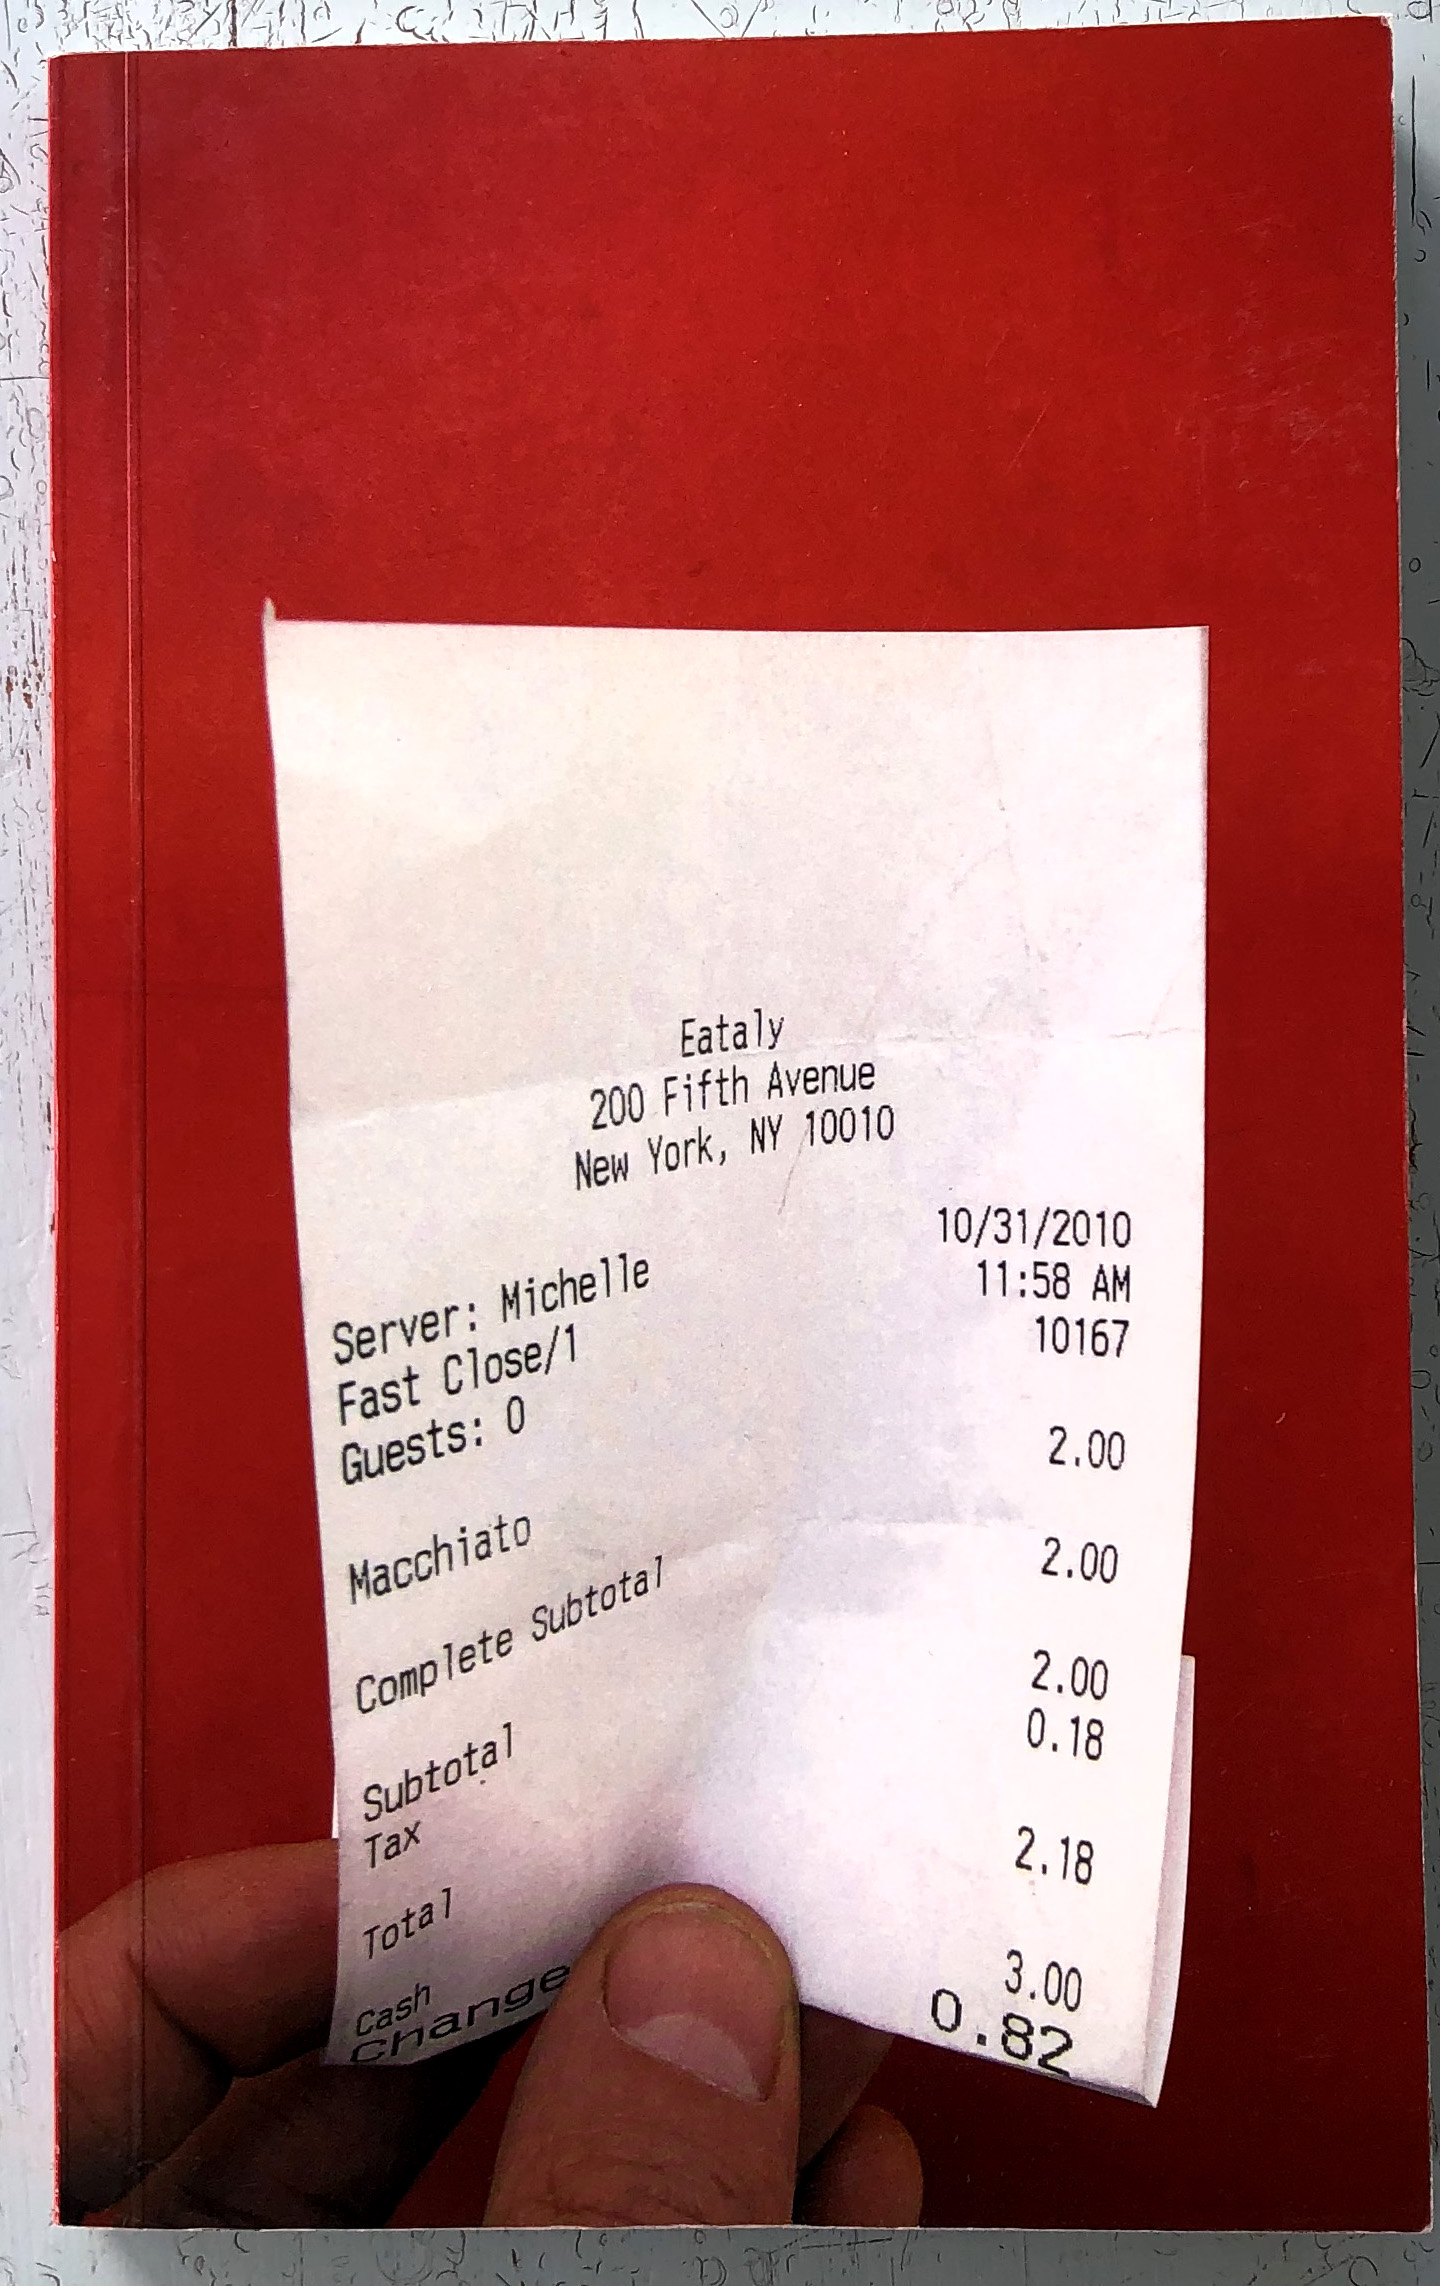 Eataly
200 Fifth Avenue
New York, NY 10010
10/31/2010
Server: Michelle 11:58 AM
Fast Close/1 10167
Guests: 0
Macchiato 2.00
Complete Subtotal 2.00
Subtotal 2.00
Tax 0.18
Total 2.18
Cash 3.00
Change 0.82